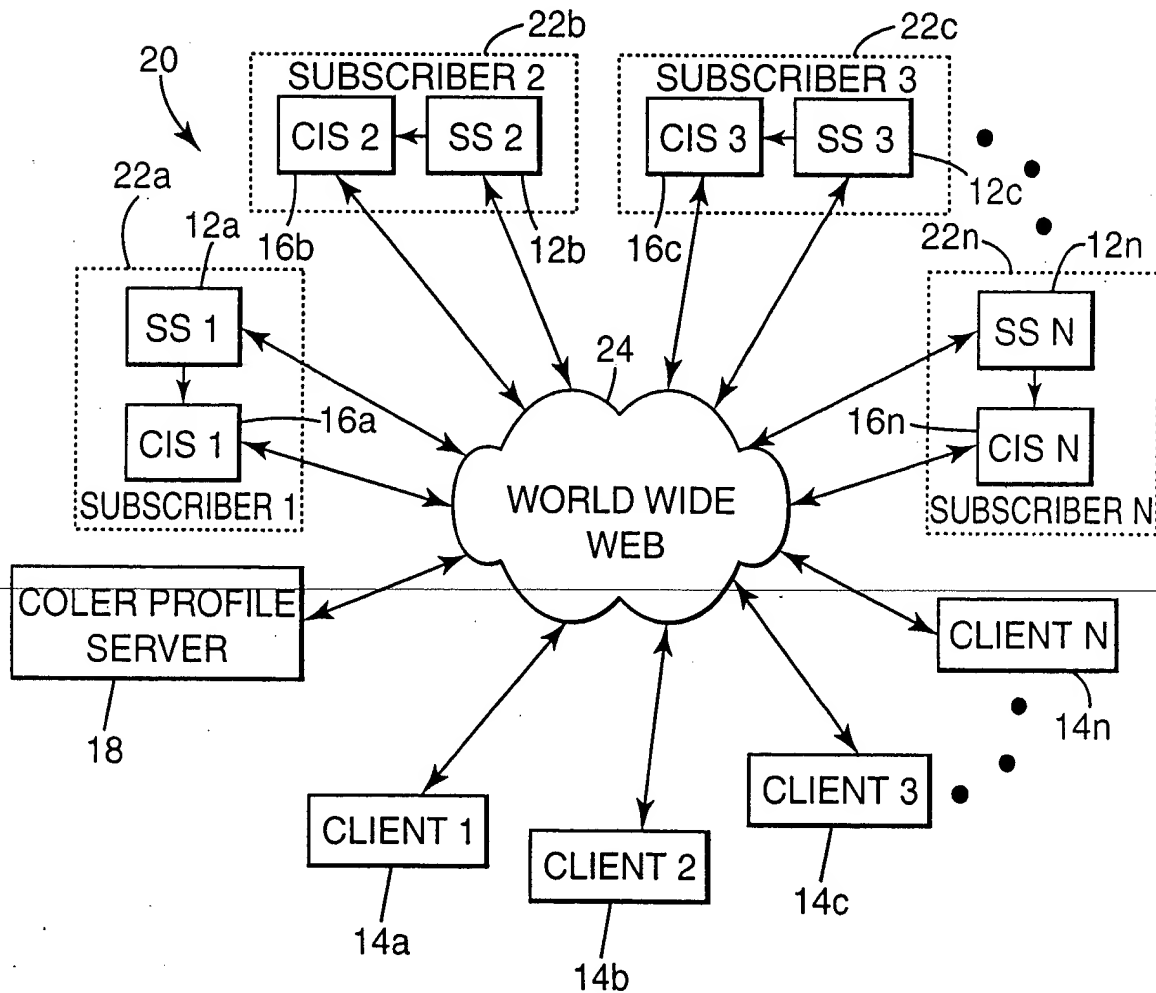 22b
22c
20
SUBSCRIBER 2
SUBSCRIBER 3
CIS 2
SS 2
CIS 3
SS 3
22a
12a
16b
12b
16c
12c
22n
12n
SS 1
SS N
24
16a
16n
CIS 1
CIS N
SUBSCRIBER 1
WORLD WIDE
WEB
SUBSCRIBER N
COLER PROFILE
SERVER
CLIENT N
18
14n
CLIENT 3
CLIENT 1
CLIENT 2
14c
14a
14b